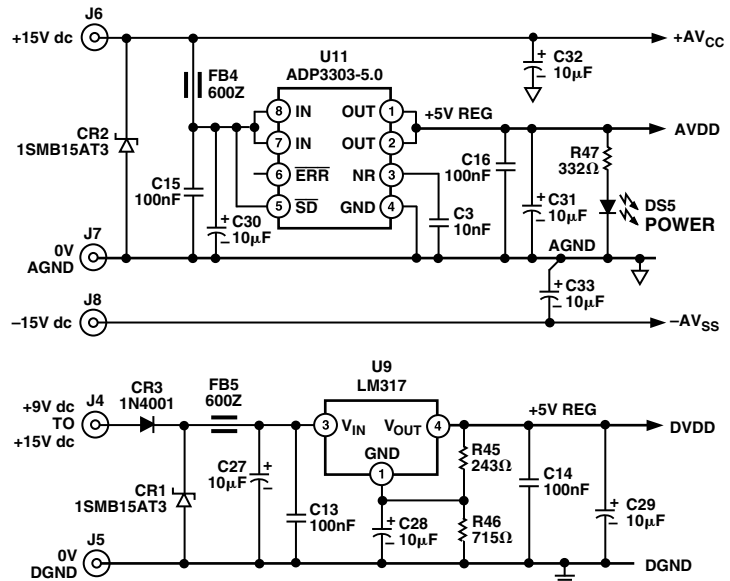 J6
+15V dc
+AVCC
C32
10µF
U11
ADP3303-5.0
FB4
600Z
8 IN
OUT 1
+5V REG
7 IN
OUT 2
AVDD
CR2
1SMB15AT3
6 ERR
NR 3
C16
100nF
R47
332Ω
C15
100nF
5 SD
GND 4
C30
10µF
C3
10nF
C31
10µF
DS5
POWER
J7
0V
AGND
AGND
C33
10µF
J8
–15V dc
–AVSS
U9
LM317
+9V dc
TO
+15V dc
J4
CR3
1N4001
FB5
600Z
3 VIN
VOUT 4
+5V REG
DVDD
GND
1
R45
243Ω
C27
10µF
C14
100nF
CR1
1SMB15AT3
C13
100nF
C28
10µF
R46
715Ω
C29
10µF
J5
0V
DGND
DGND